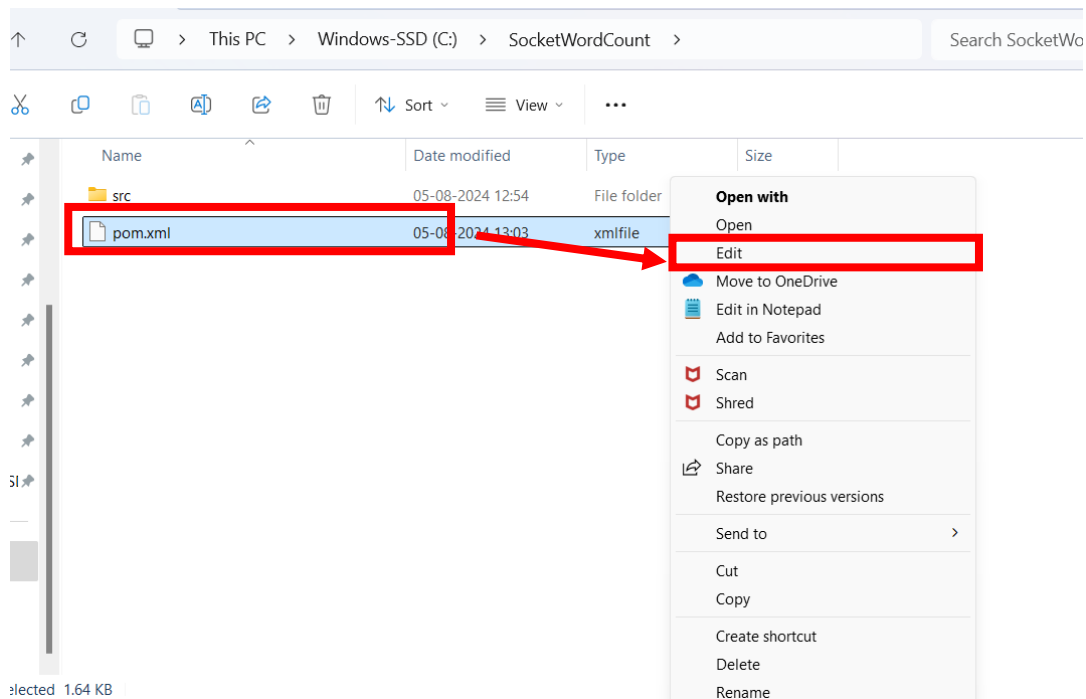 This PC > Windows-SSD (C:) > SocketWordCount >
Search SocketWo
Sort
View
Name Date modified Type Size
src 05-08-2024 12:54 File folder
pom.xml 05-08-2024 13:03 xmlfile
Open with
Open
Edit
Move to OneDrive
Edit in Notepad
Add to Favorites
Scan
Shred
Copy as path
Share
Restore previous versions
Send to
Cut
Copy
Create shortcut
Delete
Rename
SI
elected 1.64 KB